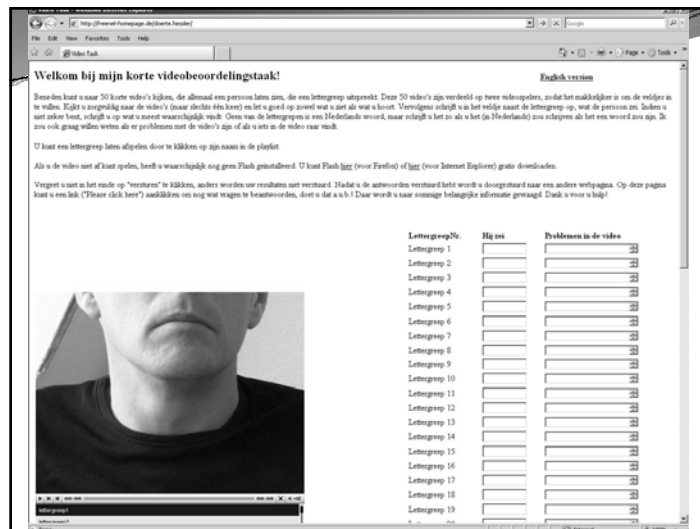 http://freenet-homepage.de/doerte.hessler/
Google
File Edit View Favorites Tools Help
Video Task
Page Tools
Welkom bij mijn korte videobeoordelingstaak!
English version
Beneden kunt u naar 50 korte video's kijken, die allemaal een persoon laten zien, die een lettergreep uitspreekt. Deze 50 video's zijn verdeeld op twee videospelers, zodat het makkelijker is om de veldjes in
te vullen. Kijkt u zorgvuldig naar de video's (maar slechts één keer) en let u goed op zowel wat u ziet als wat u hoort. Vervolgens schrijft u in het veldje naast de lettergreep op, wat de persoon zei. Indien u
niet zeker bent, schrijft u op wat u meest waarschijnlijk vindt. Geen van de lettergrepen is een Nederlands woord, maar schrijft u het zo als u het (in Nederlands) zou schrijven als het een woord zou zijn. Ik
zou ook graag willen weten als er problemen met de video's zijn of als u iets in de video raar vindt.
U kunt een lettergreep laten afspelen door te klikken op zijn naam in de playlist.
Als u de video niet af kunt spelen, heeft u waarschijnlijk nog geen Flash geinstalleerd. U kunt Flash hier (voor Firefox) of hier (voor Internet Explorer) gratis downloaden.
Vergeet u niet in het einde op "versturen" te klikken, anders worden uw resultaten niet verstuurd. Nadat u de antwoorden verstuurd hebt wordt u doorgestuurd naar een andere webpagina. Op deze pagina
kunt u een link ("Please click here") aanklikken om nog wat vragen te beantwoorden, doet u dat a.u.b.! Daar wordt u naar sommige belangrijke informatie gevraagd. Dank u voor u hulp!
LettergreepNr. Hij zei Problemen in de video
Lettergreep 1
Lettergreep 2
Lettergreep 3
Lettergreep 4
Lettergreep 5
Lettergreep 6
Lettergreep 7
Lettergreep 8
Lettergreep 9
Lettergreep 10
Lettergreep 11
Lettergreep 12
Lettergreep 13
Lettergreep 14
Lettergreep 15
Lettergreep 16
Lettergreep 17
Lettergreep 18
Lettergreep 19
lettergreep1
lettergreep2